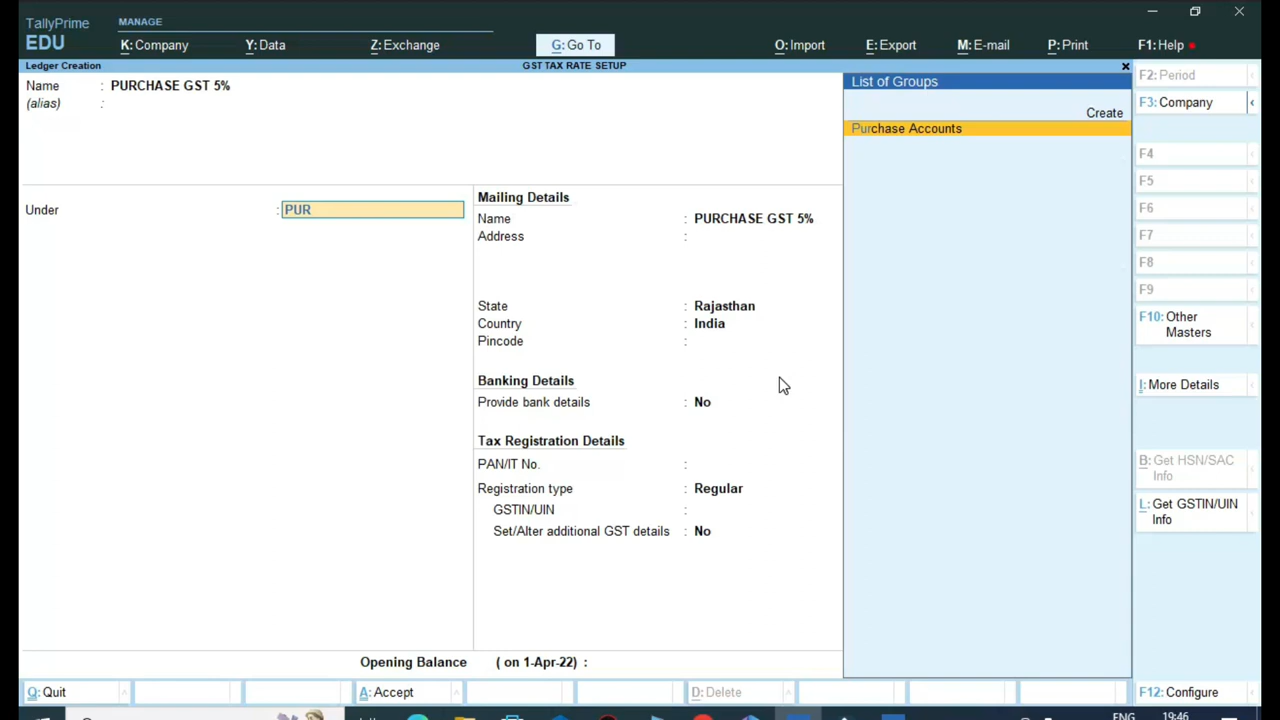 TallyPrime
EDU
MANAGE
K: Company
Y: Data
Z: Exchange
G: Go To
O: Import
E: Export
M: E-mail
P: Print
F1: Help
Ledger Creation
GST TAX RATE SETUP
Name : PURCHASE GST 5%
(alias) :
Under : PUR
Mailing Details
Name : PURCHASE GST 5%
Address :
State : Rajasthan
Country : India
Pincode :
Banking Details
Provide bank details : No
Tax Registration Details
PAN/IT No. :
Registration type : Regular
GSTIN/UIN :
Set/Alter additional GST details : No
Opening Balance ( on 1-Apr-22) :
List of Groups
Create
Purchase Accounts
F2: Period
F3: Company
F4
F5
F6
F7
F8
F9
F10: Other
Masters
I: More Details
B: Get HSN/SAC
Info
L: Get GSTIN/UIN
Info
Q: Quit
A: Accept
D: Delete
F12: Configure
ENG
19:46